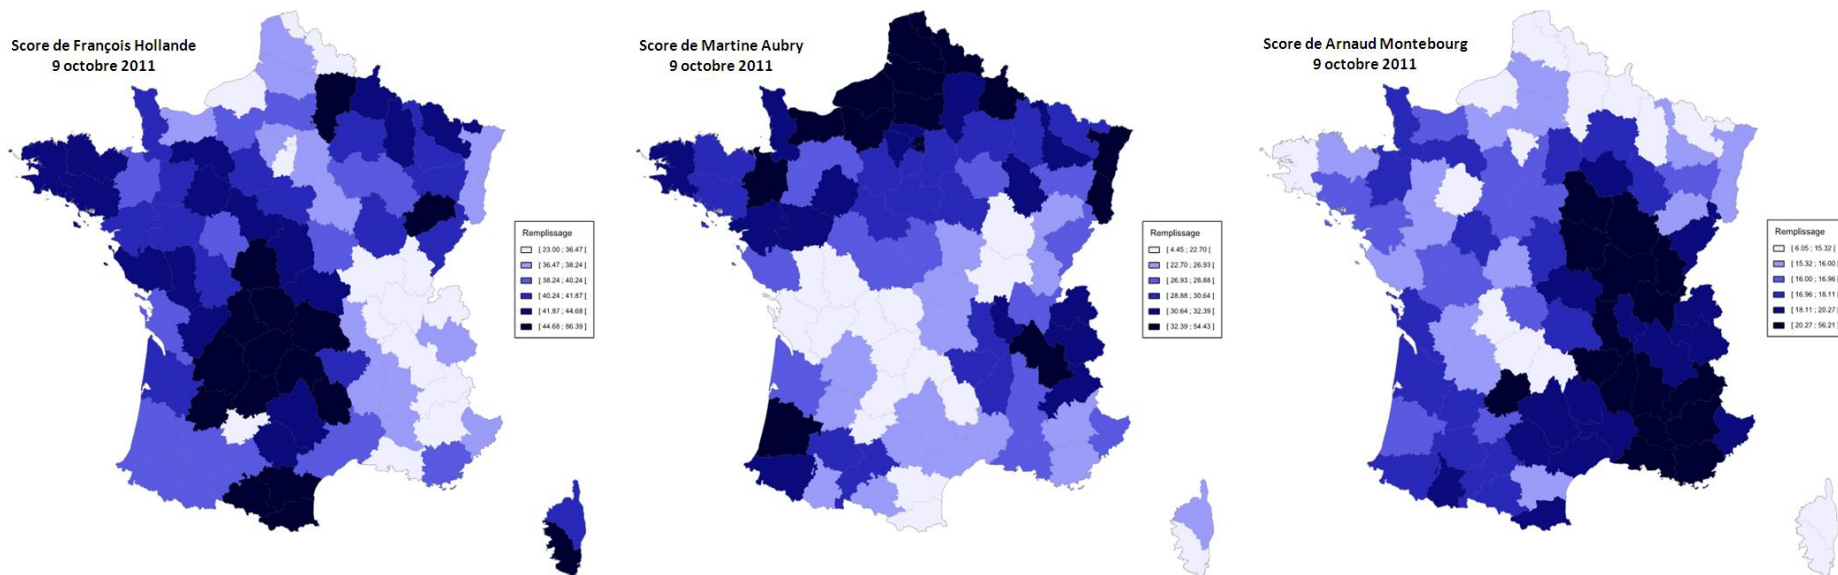 Score de François Hollande
9 octobre 2011
Remplissage
[ 23.00 ; 36.47 [
[ 36.47 ; 38.24 [
[ 38.24 ; 40.24 [
[ 40.24 ; 41.87 [
[ 41.87 ; 44.68 [
[ 44.68 ; 86.39 [
Score de Martine Aubry
9 octobre 2011
Remplissage
[ 4.45 ; 22.70 [
[ 22.70 ; 26.93 [
[ 26.93 ; 28.88 [
[ 28.88 ; 30.64 [
[ 30.64 ; 32.39 [
[ 32.39 ; 54.43 [
Score de Arnaud Montebourg
9 octobre 2011
Remplissage
[ 6.05 ; 15.32 [
[ 15.32 ; 16.00 [
[ 16.00 ; 16.96 [
[ 16.96 ; 18.11 [
[ 18.11 ; 20.27 [
[ 20.27 ; 56.21 [